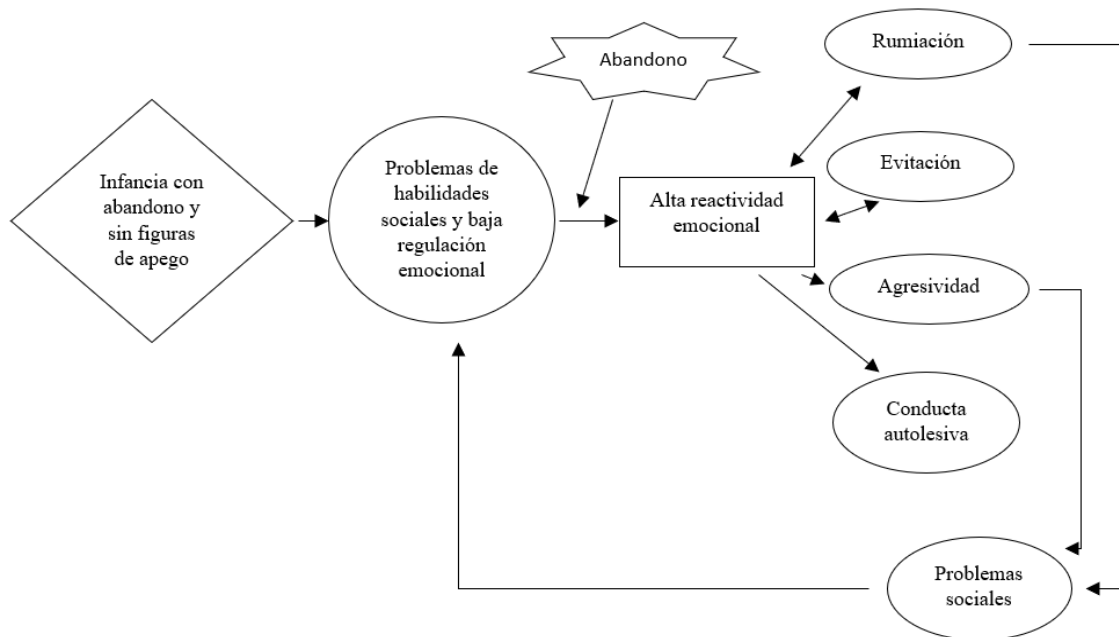 Abandono
Rumiación
Infancia con
abandono y
sin figuras
de apego
Problemas de
habilidades
sociales y baja
regulación
emocional
Alta reactividad
emocional
Evitación
Agresividad
Conducta
autolesiva
Problemas
sociales